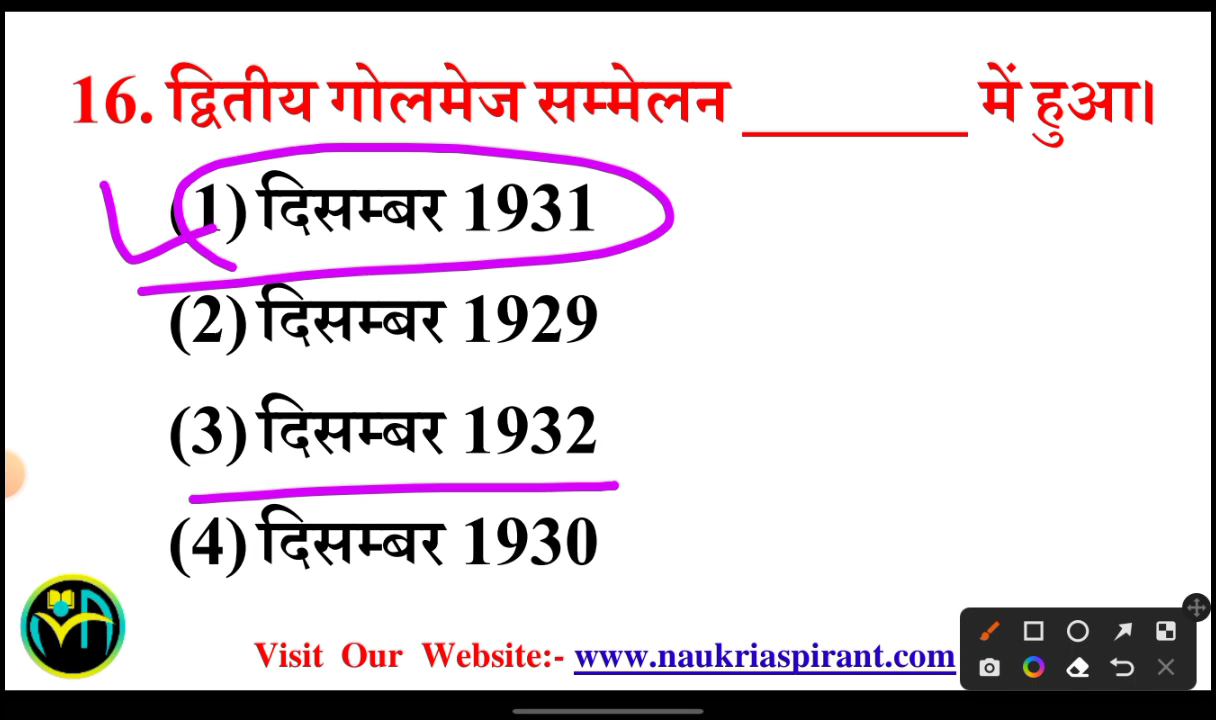 16. द्वितीय गोलमेज सम्मेलन ________ में हुआ।
(1) दिसम्बर 1931
(2) दिसम्बर 1929
(3) दिसम्बर 1932
(4) दिसम्बर 1930
Visit Our Website:- www.naukriaspirant.com